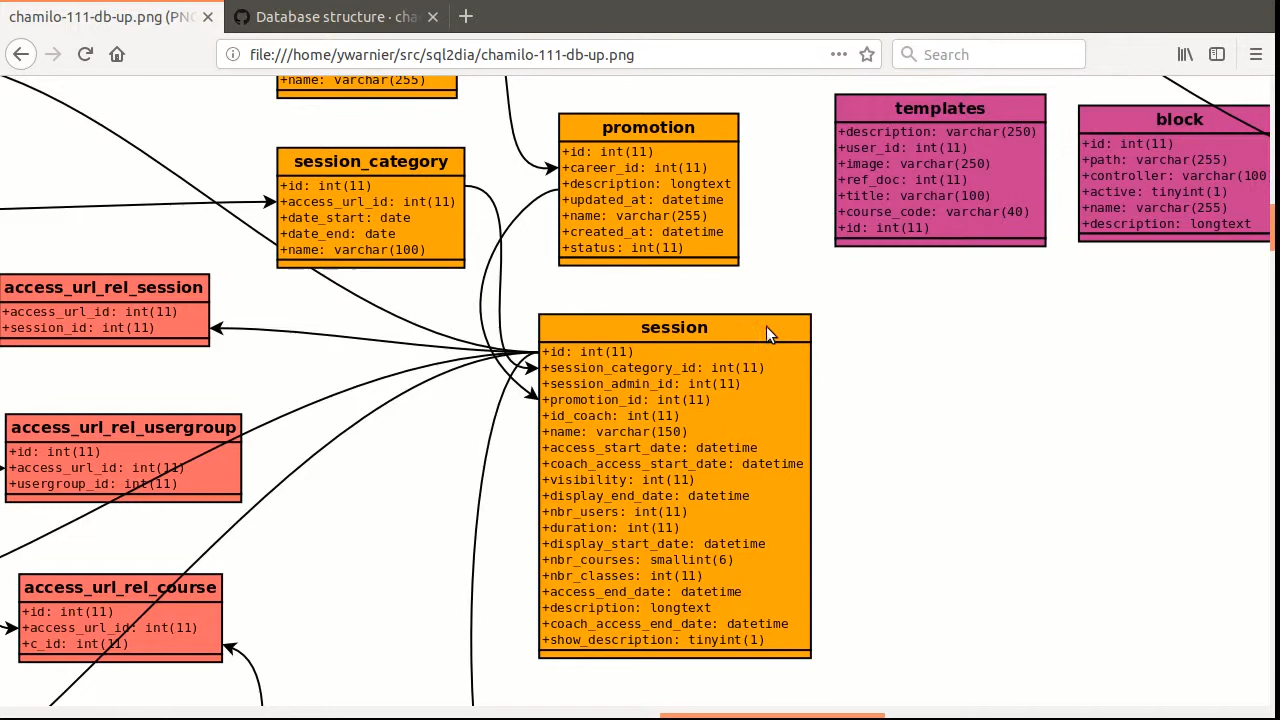 chamilo-111-db-up.png (PN
Database structure · cha
file:///home/ywarnier/src/sql2dia/chamilo-111-db-up.png
Search
+name: varchar(255)
session_category
+id: int(11)
+access_url_id: int(11)
+date_start: date
+date_end: date
+name: varchar(100)
promotion
+id: int(11)
+career_id: int(11)
+description: longtext
+updated_at: datetime
+name: varchar(255)
+created_at: datetime
+status: int(11)
templates
+description: varchar(250)
+user_id: int(11)
+image: varchar(250)
+ref_doc: int(11)
+title: varchar(100)
+course_code: varchar(40)
+id: int(11)
block
+id: int(11)
+path: varchar(255)
+controller: varchar(100
+active: tinyint(1)
+name: varchar(255)
+description: longtext
access_url_rel_session
+access_url_id: int(11)
+session_id: int(11)
access_url_rel_usergroup
+id: int(11)
+access_url_id: int(11)
+usergroup_id: int(11)
access_url_rel_course
+id: int(11)
+access_url_id: int(11)
+c_id: int(11)
session
+id: int(11)
+session_category_id: int(11)
+session_admin_id: int(11)
+promotion_id: int(11)
+id_coach: int(11)
+name: varchar(150)
+access_start_date: datetime
+coach_access_start_date: datetime
+visibility: int(11)
+display_end_date: datetime
+nbr_users: int(11)
+duration: int(11)
+display_start_date: datetime
+nbr_courses: smallint(6)
+nbr_classes: int(11)
+access_end_date: datetime
+description: longtext
+coach_access_end_date: datetime
+show_description: tinyint(1)